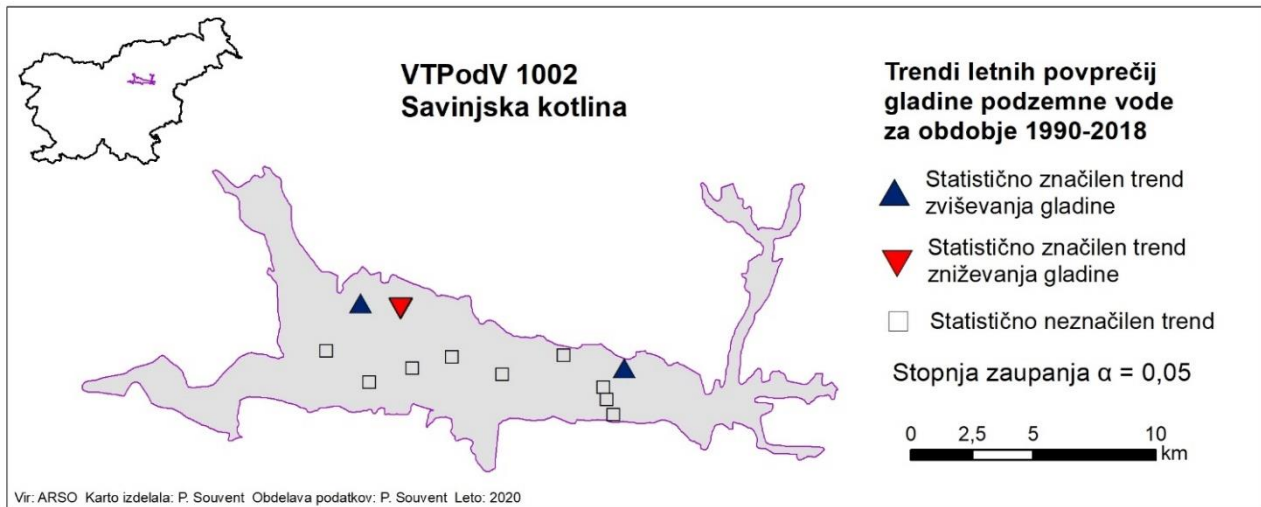 VTPodV 1002
Savinjska kotlina
Trendi letnih povprečij
gladine podzemne vode
za obdobje 1990-2018
Statistično značilen trend
zviševanja gladine
Statistično značilen trend
zniževanja gladine
Statistično neznačilen trend
Stopnja zaupanja α = 0,05
0 2,5 5 10
km
Vir: ARSO Karto izdelala: P. Souvent Obdelava podatkov: P. Souvent Leto: 2020